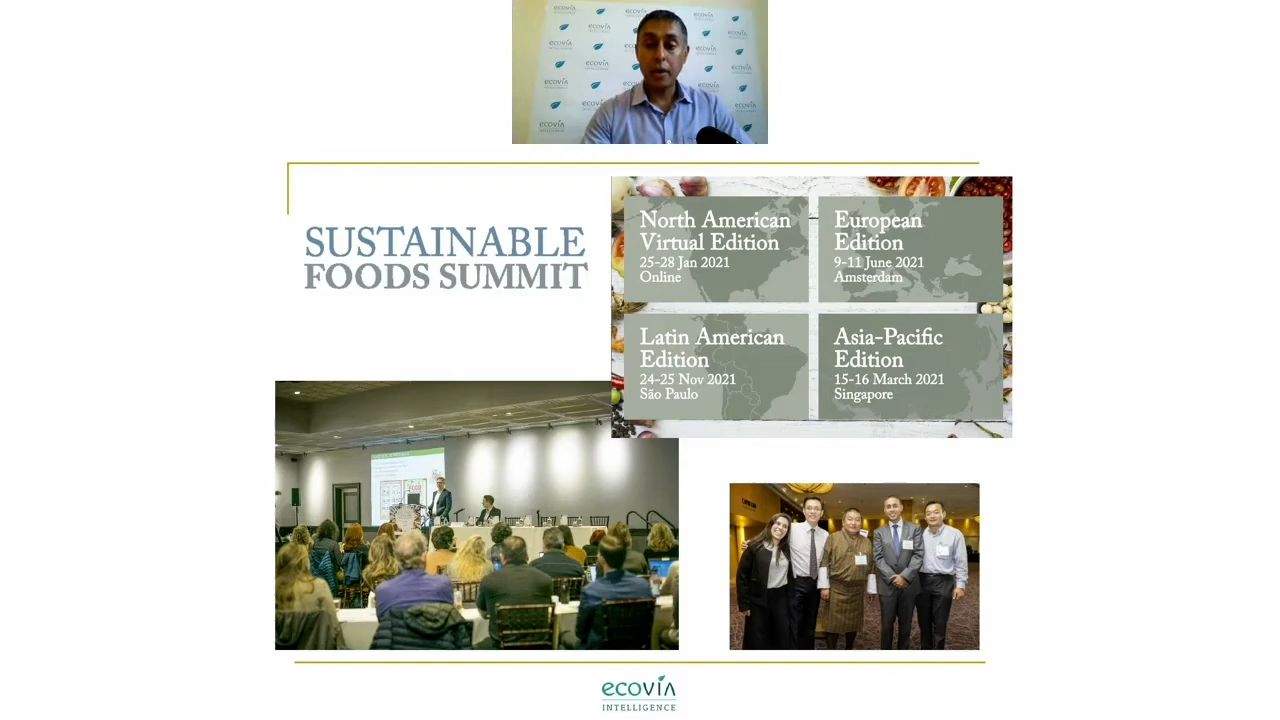 ecovia
INTELLIGENCE
SUSTAINABLE
FOODS SUMMIT
North American
Virtual Edition
25-28 Jan 2021
Online
European
Edition
9-11 June 2021
Amsterdam
Latin American
Edition
24-25 Nov 2021
São Paulo
Asia-Pacific
Edition
15-16 March 2021
Singapore
ecovia
INTELLIGENCE